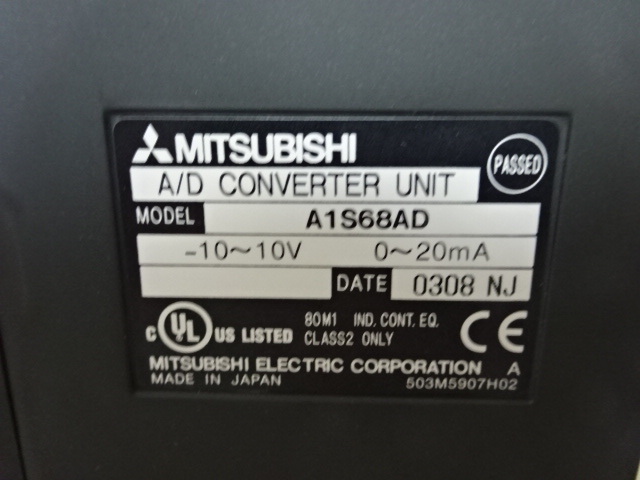 MITSUBISHI
PASSED
A/D CONVERTER UNIT
MODEL A1S68AD
-10~10V 0~20mA
DATE 0308 NJ
C UL US LISTED 80M1 IND. CONT. EQ. CLASS2 ONLY CE
MITSUBISHI ELECTRIC CORPORATION A
MADE IN JAPAN 503M5907H02